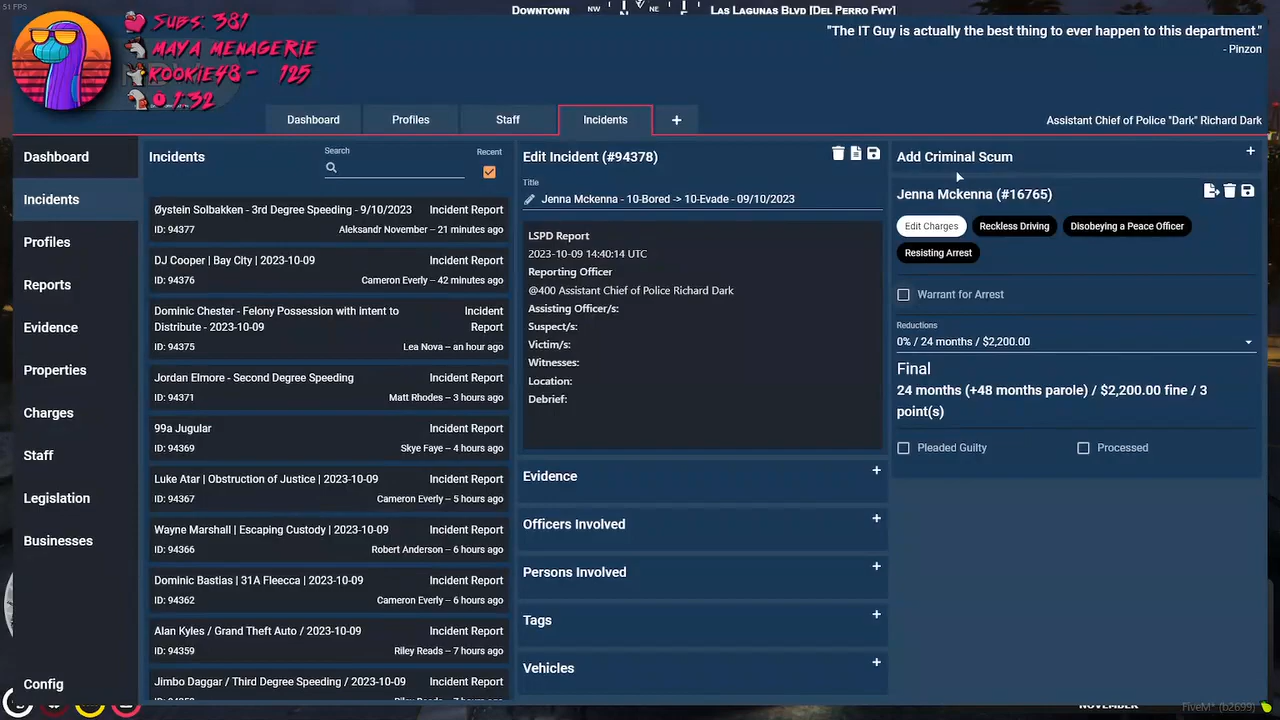 51 FPS
DOWNTOWN
NW
NE
E
LAS LAGUNAS BLVD [DEL PERRO FWY]
SUBS: 381
MAYA MENAGERIE
ROOKIE48 - 125
1:32
"The IT Guy is actually the best thing to ever happen to this department."
- Pinzon
Dashboard
Profiles
Staff
Incidents
+
Assistant Chief of Police "Dark" Richard Dark
Dashboard
Incidents
Profiles
Reports
Evidence
Properties
Charges
Staff
Legislation
Businesses
Config
Incidents
Search
Recent
Øystein Solbakken - 3rd Degree Speeding - 9/10/2023 Incident Report
ID: 94377 Aleksandr November – 21 minutes ago
DJ Cooper | Bay City | 2023-10-09 Incident Report
ID: 94376 Cameron Everly – 42 minutes ago
Dominic Chester - Felony Possession with intent to Incident
Distribute - 2023-10-09 Report
ID: 94375 Lea Nova – an hour ago
Jordan Elmore - Second Degree Speeding Incident Report
ID: 94371 Matt Rhodes – 3 hours ago
99a Jugular Incident Report
ID: 94369 Skye Faye – 4 hours ago
Luke Atar | Obstruction of Justice | 2023-10-09 Incident Report
ID: 94367 Cameron Everly – 5 hours ago
Wayne Marshall | Escaping Custody | 2023-10-09 Incident Report
ID: 94366 Robert Anderson – 6 hours ago
Dominic Bastias | 31A Fleecca | 2023-10-09 Incident Report
ID: 94362 Cameron Everly – 6 hours ago
Alan Kyles / Grand Theft Auto / 2023-10-09 Incident Report
ID: 94359 Riley Reads – 7 hours ago
Jimbo Daggar / Third Degree Speeding / 2023-10-09 Incident Report
Edit Incident (#94378)
Title
Jenna Mckenna - 10-Bored -> 10-Evade - 09/10/2023
LSPD Report
2023-10-09 14:40:14 UTC
Reporting Officer
@400 Assistant Chief of Police Richard Dark
Assisting Officer/s:
Suspect/s:
Victim/s:
Witnesses:
Location:
Debrief:
Evidence +
Officers Involved +
Persons Involved +
Tags +
Vehicles +
Add Criminal Scum +
Jenna Mckenna (#16765)
Edit Charges
Reckless Driving
Disobeying a Peace Officer
Resisting Arrest
Warrant for Arrest
Reductions
0% / 24 months / $2,200.00
Final
24 months (+48 months parole) / $2,200.00 fine / 3
point(s)
Pleaded Guilty
Processed
NOVEMBER
FiveM* (b2699)